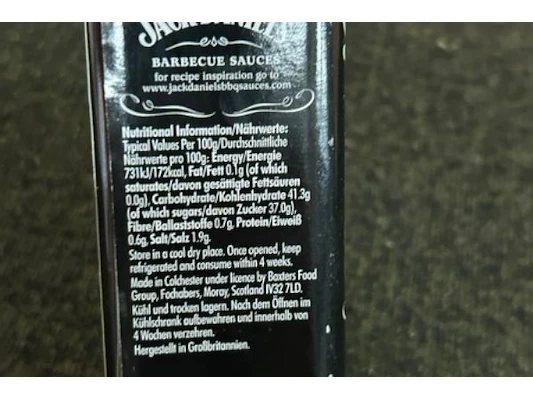 JACK DANIEL'S
BARBECUE SAUCES
for recipe inspiration go to
www.jackdanielsbbqsauces.com
Nutritional Information/Nährwerte:
Typical Values Per 100g/Durchschnittliche
Nährwerte pro 100g: Energy/Energie
731kJ/172kcal, Fat/Fett 0.1g (of which
saturates/davon gesättigte Fettsäuren
0.0g), Carbohydrate/Kohlenhydrate 41.3g
(of which sugars/davon Zucker 37.0g),
Fibre/Ballaststoffe 0.7g, Protein/Eiweiß
0.6g, Salt/Salz 1.9g.
Store in a cool dry place. Once opened, keep
refrigerated and consume within 4 weeks.
Made in Colchester under licence by Baxters Food
Group, Fochabers, Moray, Scotland IV32 7LD.
Kühl und trocken lagern. Nach dem Öffnen im
Kühlschrank aufbewahren und innerhalb von
4 Wochen verzehren.
Hergestellt in Großbritannien.